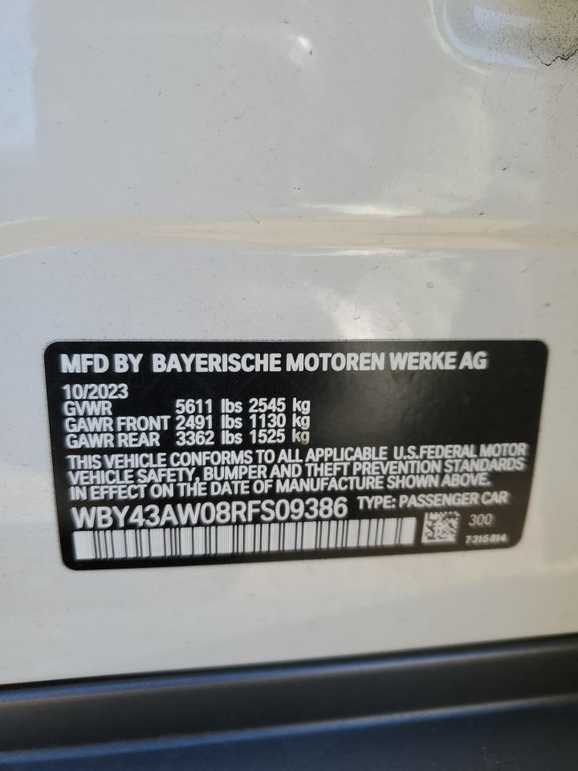 MFD BY BAYERISCHE MOTOREN WERKE AG
10/2023
GVWR 5611 lbs 2545 kg
GAWR FRONT 2491 lbs 1130 kg
GAWR REAR 3362 lbs 1525 kg
THIS VEHICLE CONFORMS TO ALL APPLICABLE U.S.FEDERAL MOTOR
VEHICLE SAFETY, BUMPER AND THEFT PREVENTION STANDARDS
IN EFFECT ON THE DATE OF MANUFACTURE SHOWN ABOVE.
WBY43AW08RFS09386 TYPE: PASSENGER CAR
300
7315814